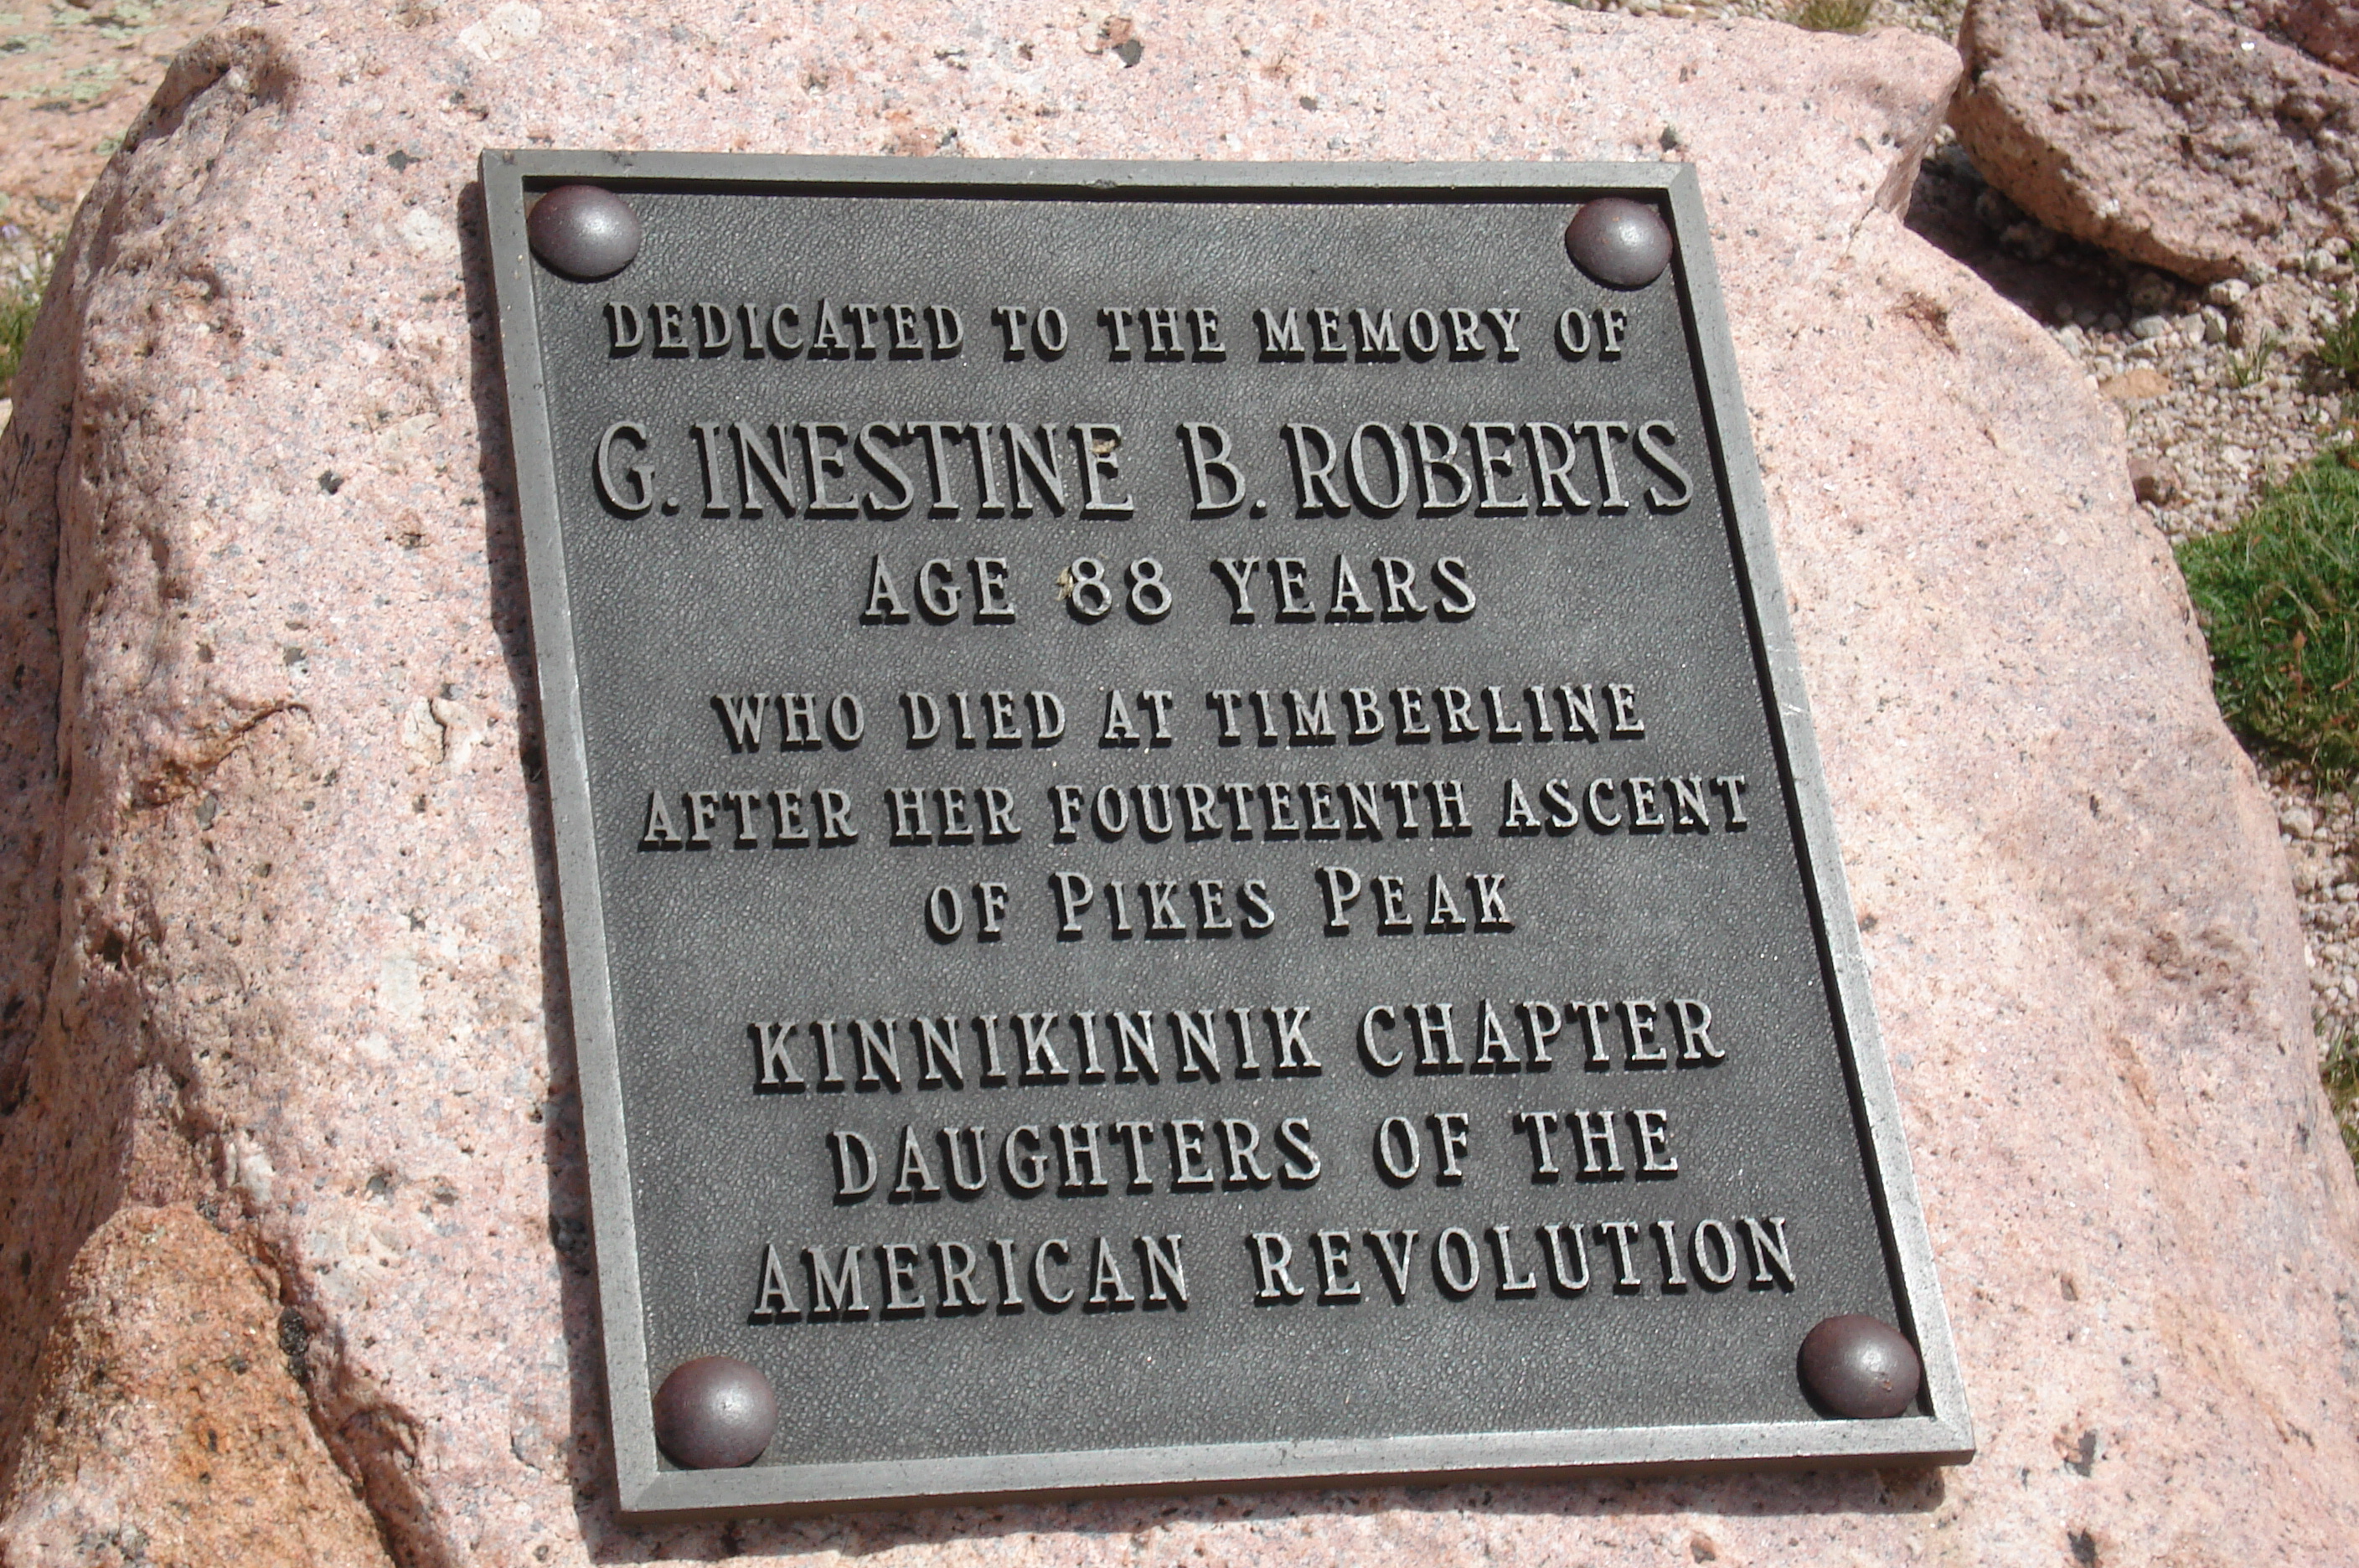 DEDICATED TO THE MEMORY OF
G. INESTINE B. ROBERTS
AGE 88 YEARS
WHO DIED AT TIMBERLINE
AFTER HER FOURTEENTH ASCENT
OF PIKES PEAK
KINNIKINNIK CHAPTER
DAUGHTERS OF THE
AMERICAN REVOLUTION